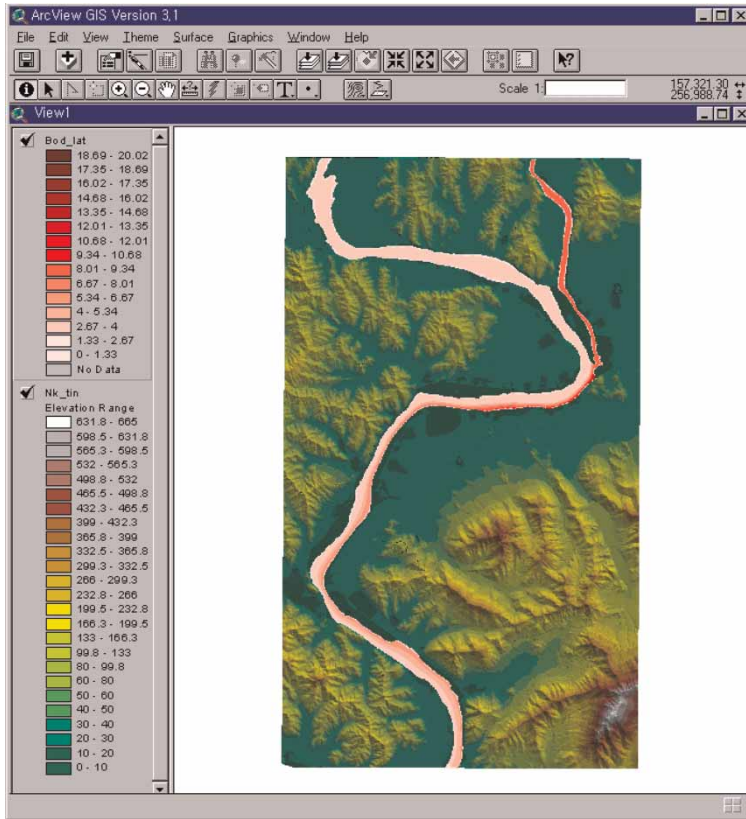 ArcView GIS Version 3.1
File Edit View Theme Surface Graphics Window Help
Scale 1:
157,321.30
256,988.74
View1
Bod_lat
18.69 - 20.02
17.35 - 18.69
16.02 - 17.35
14.68 - 16.02
13.35 - 14.68
12.01 - 13.35
10.68 - 12.01
9.34 - 10.68
8.01 - 9.34
6.67 - 8.01
5.34 - 6.67
4 - 5.34
2.67 - 4
1.33 - 2.67
0 - 1.33
No Data
Nk_tin
Elevation Range
631.8 - 665
598.5 - 631.8
565.3 - 598.5
532 - 565.3
498.8 - 532
465.5 - 498.8
432.3 - 465.5
399 - 432.3
365.8 - 399
332.5 - 365.8
299.3 - 332.5
266 - 299.3
232.8 - 266
199.5 - 232.8
166.3 - 199.5
133 - 166.3
99.8 - 133
80 - 99.8
60 - 80
50 - 60
40 - 50
30 - 40
20 - 30
10 - 20
0 - 10